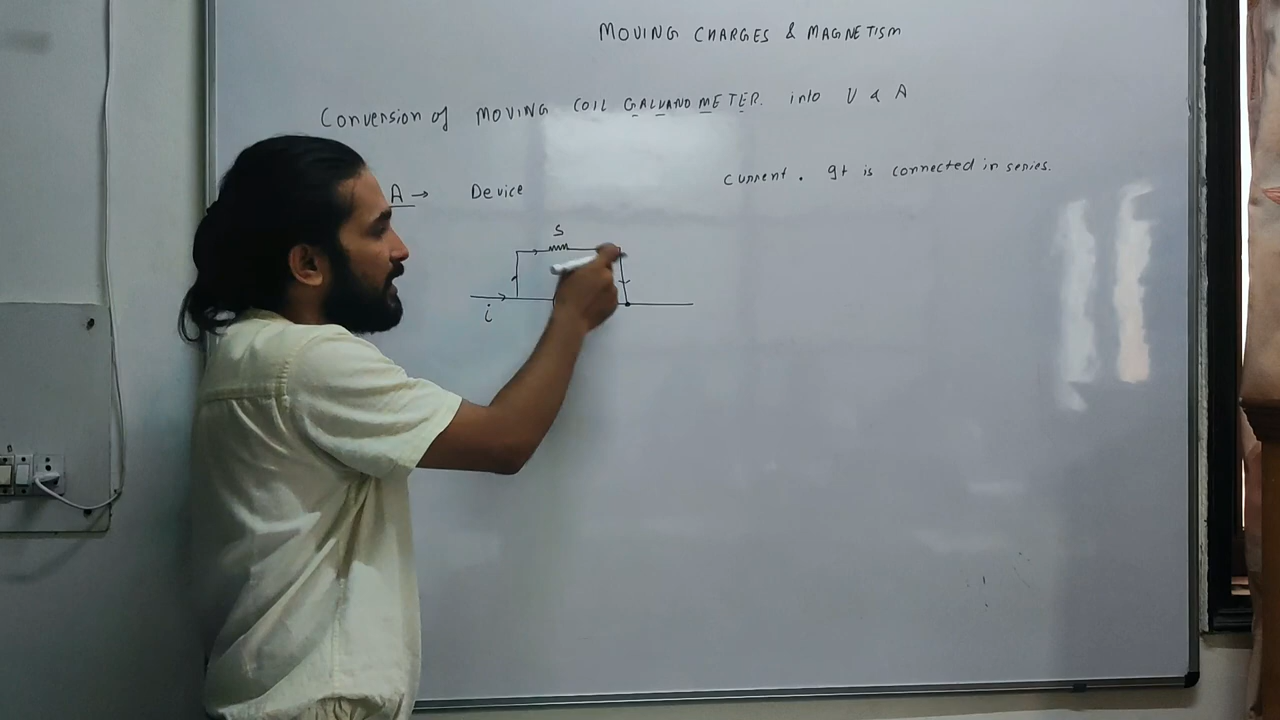 MOVING CHARGES & MAGNETISM
Conversion of MOVING COIL GALVANOMETER. into V & A
A → Device current. It is connected in series.
S
i